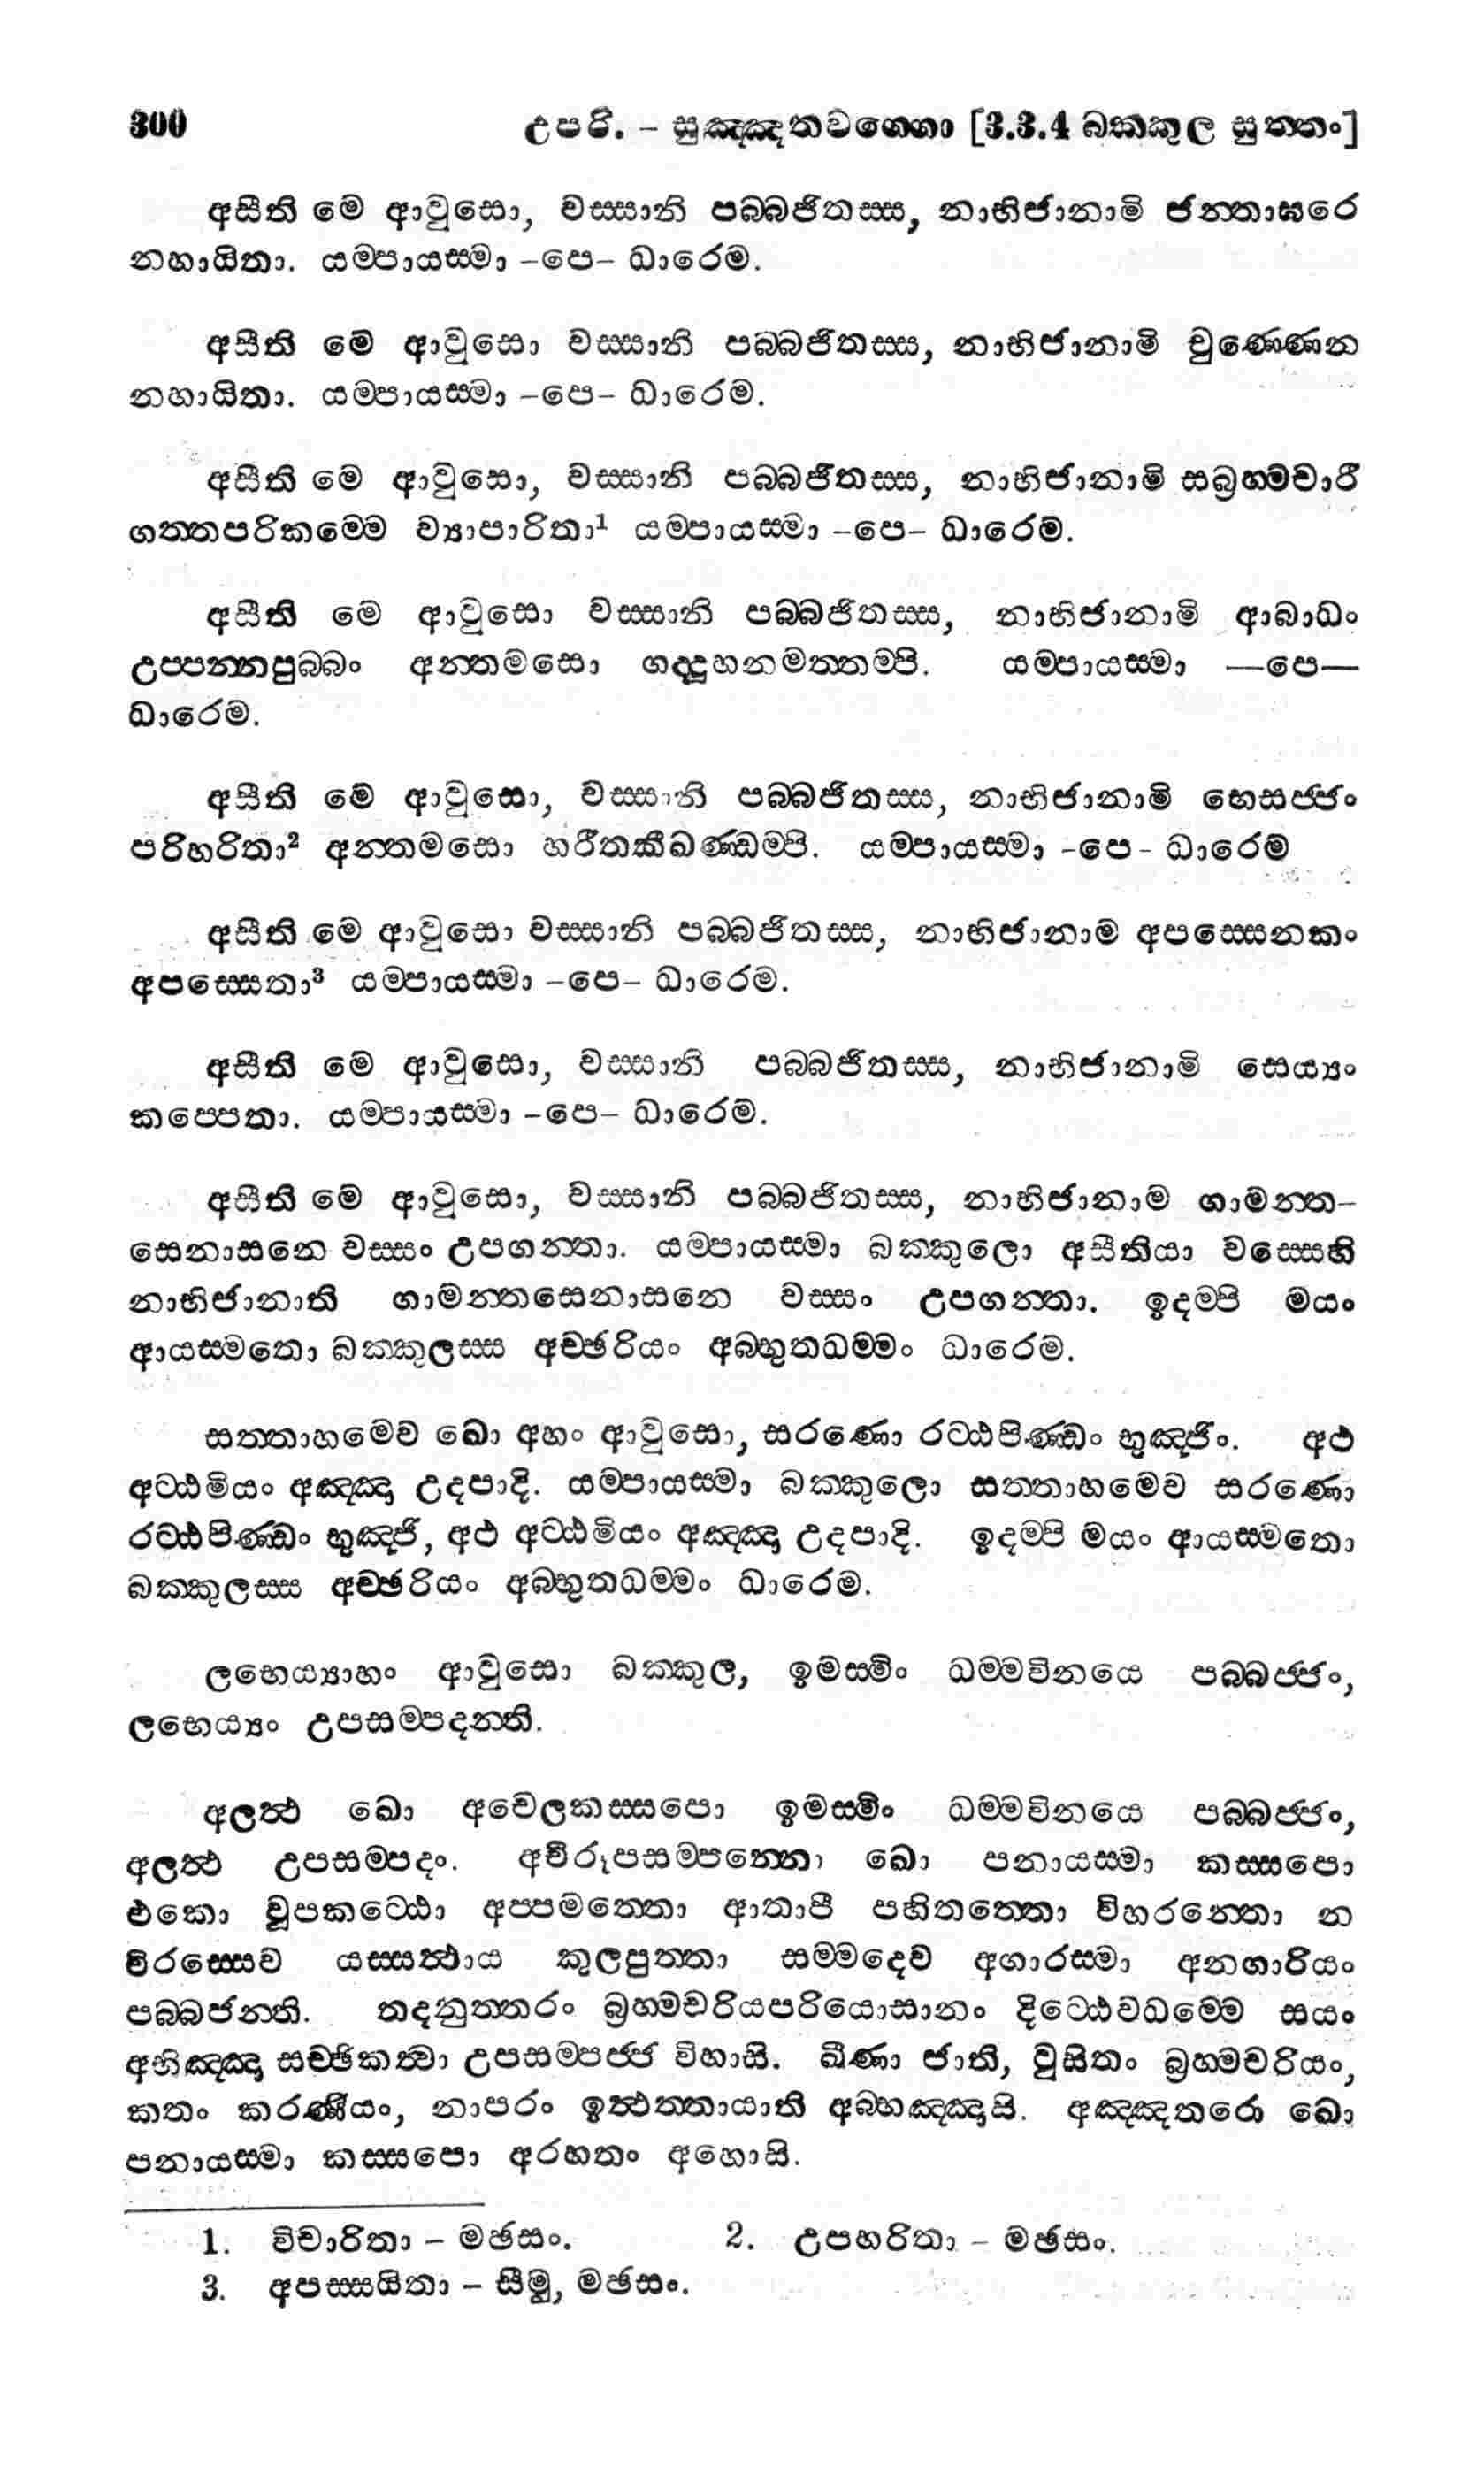 300 උපරි. – සුඤ්ඤතවග්ගො [3.3.4 බක්කුල සුත්තං]
අසීති මෙ ආවුසො, වස්සානි පබ්බජිතස්ස, නාභිජානාමි ජන්තාඝරෙ
නහායිතා. යම්පායස්මා –පෙ– ධාරෙම.
අසීති මෙ ආවුසො වස්සානි පබ්බජිතස්ස, නාභිජානාමි චුණ්ණෙන
නහායිතා. යම්පායස්මා –පෙ– ධාරෙම.
අසීති මෙ ආවුසො, වස්සානි පබ්බජිතස්ස, නාභිජානාමි සබ්‍රහ්මචාරී
ගත්තපරිකම්මෙ ව්‍යාපාරිතා¹ යම්පායස්මා –පෙ– ධාරෙම.
අසීති මෙ ආවුසො වස්සානි පබ්බජිතස්ස, නාභිජානාමි ආබාධං
උප්පන්නපුබ්බං අන්තමසො ගද්දූහනමත්තම්පි. යම්පායස්මා —පෙ—
ධාරෙම.
අසීති මෙ ආවුසො, වස්සානි පබ්බජිතස්ස, නාභිජානාමි භෙසජ්ජං
පරිහරිතා² අන්තමසො හරීතකීඛණ්ඩම්පි. යම්පායස්මා -පෙ- ධාරෙම
අසීති මෙ ආවුසො වස්සානි පබ්බජිතස්ස, නාභිජානාම අපස්සෙනකං
අපස්සෙතා³ යම්පායස්මා –පෙ– ධාරෙම.
අසීති මෙ ආවුසො, වස්සානි පබ්බජිතස්ස, නාභිජානාමි සෙය්‍යං
කප්පෙතා. යම්පායස්මා –පෙ– ධාරෙම.
අසීති මෙ ආවුසො, වස්සානි පබ්බජිතස්ස, නාභිජානාම ගාමන්ත–
සෙනාසනෙ වස්සං උපගන්තා. යම්පායස්මා බක්කුලො අසීතියා වස්සෙහි
නාභිජානාති ගාමන්තසෙනාසනෙ වස්සං උපගන්තා. ඉදම්පි මයං
ආයස්මතො බක්කුලස්ස අච්ඡරියං අබ්භුතධම්මං ධාරෙම.
සත්තාහමෙව ඛො අහං ආවුසො, සරණො රට්ඨපිණ්ඩං භුඤ්ජිං. අථ
අට්ඨමියං අඤ්ඤා උදපාදි. යම්පායස්මා බක්කුලො සත්තාහමෙව සරණො
රට්ඨපිණ්ඩං භුඤ්ජි, අථ අට්ඨමියං අඤ්ඤා උදපාදි. ඉදම්පි මයං ආයස්මතො
බක්කුලස්ස අච්ඡරියං අබ්භුතධම්මං ධාරෙම.
ලභෙය්‍යාහං ආවුසො බක්කුල, ඉමස්මිං ධම්මවිනයෙ පබ්බජ්ජං,
ලභෙය්‍යං උපසම්පදන්ති.
අලත්ථ ඛො අචෙලකස්සපො ඉමස්මිං ධම්මවිනයෙ පබ්බජ්ජං,
අලත්ථ උපසම්පදං. අචිරූපසම්පන්නො ඛො පනායස්මා කස්සපො
එකො වූපකට්ඨො අප්පමත්තො ආතාපී පහිතත්තො විහරන්තො න
චිරස්සෙව යස්සත්ථාය කුලපුත්තා සම්මදෙව අගාරස්මා අනගාරියං
පබ්බජන්ති. තදනුත්තරං බ්‍රහ්මචරියපරියොසානං දිට්ඨෙවධම්මෙ සයං
අභිඤ්ඤා සච්ඡිකත්වා උපසම්පජ්ජ විහාසි. ඛීණා ජාති, වුසිතං බ්‍රහ්මචරියං,
කතං කරණීයං, නාපරං ඉත්ථත්තායාති අබ්භඤ්ඤාසි. අඤ්ඤතරො ඛො
පනායස්මා කස්සපො අරහතං අහොසි.
1. විචාරිතා – මඡසං. 2. උපහරිතා – මඡසං.
3. අපස්සයිතා – සීමු, මඡසං.